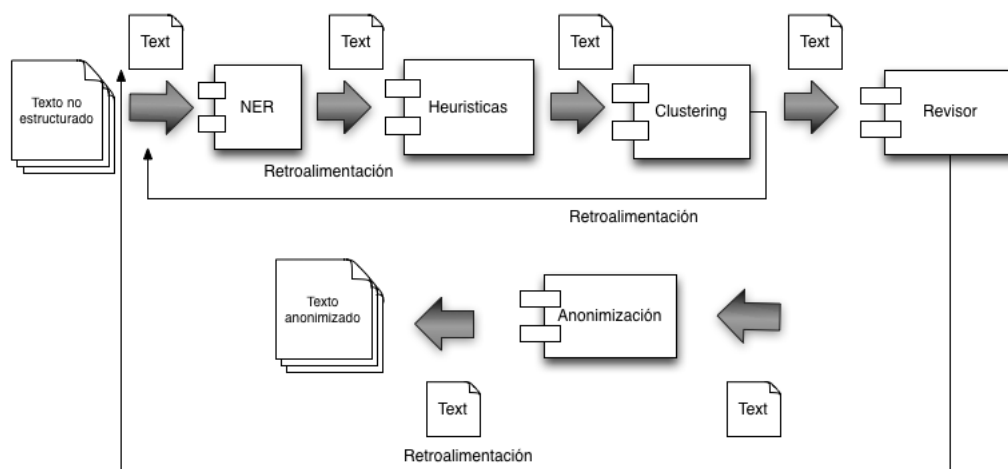 Text
Text
Text
Text
Texto no
estructurado
NER
Heuristicas
Clustering
Revisor
Retroalimentación
Retroalimentación
Texto
anonimizado
Anonimización
Text
Text
Retroalimentación